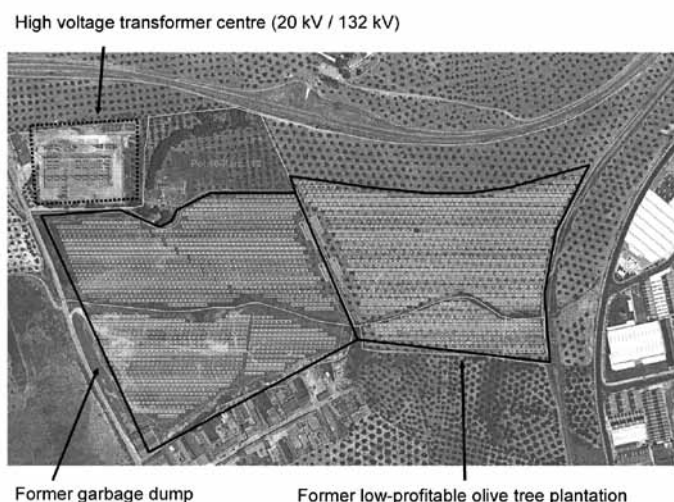 High voltage transformer centre (20 kV / 132 kV)
Former garbage dump
Former low-profitable olive tree plantation